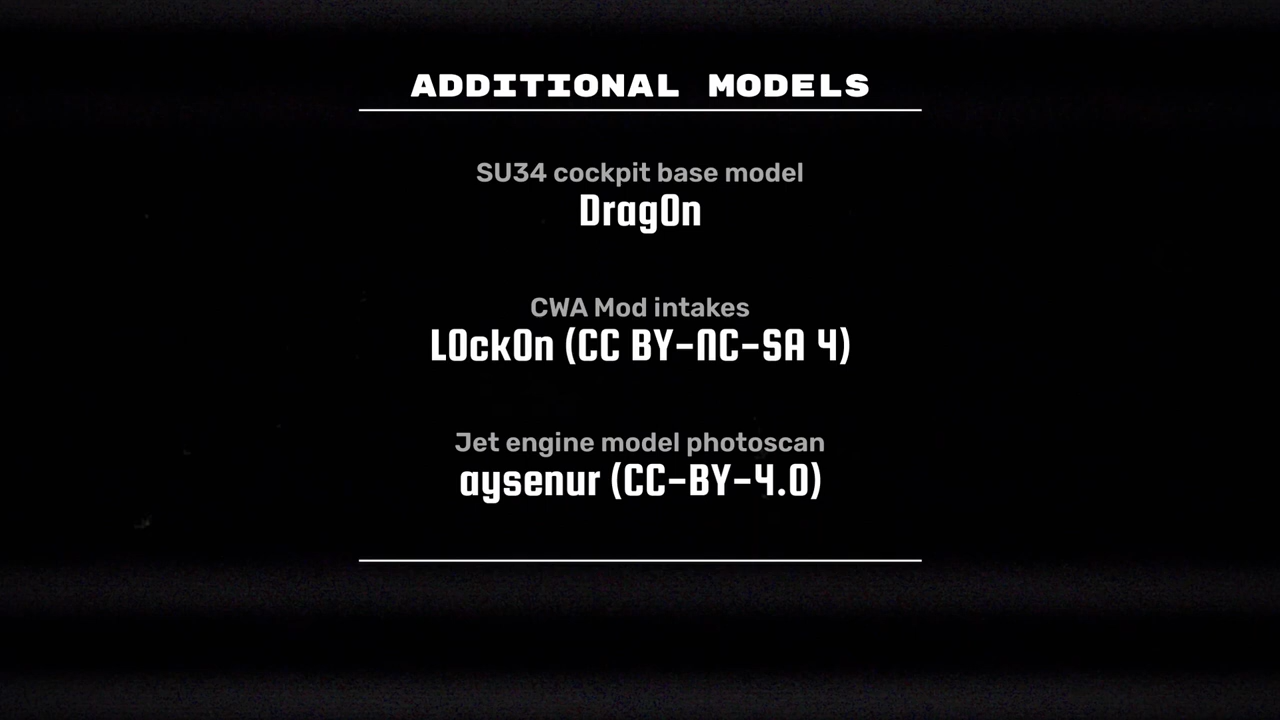 ADDITIONAL MODELS
SU34 cockpit base model
Drag0n
CWA Mod intakes
L0ck0n (CC BY-NC-SA 4)
Jet engine model photoscan
aysenur (CC-BY-4.0)